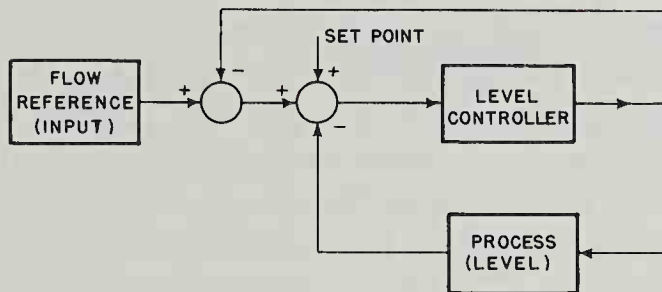 SET POINT
FLOW
REFERENCE
(INPUT)
LEVEL
CONTROLLER
PROCESS
(LEVEL)
+
-
+
+
-